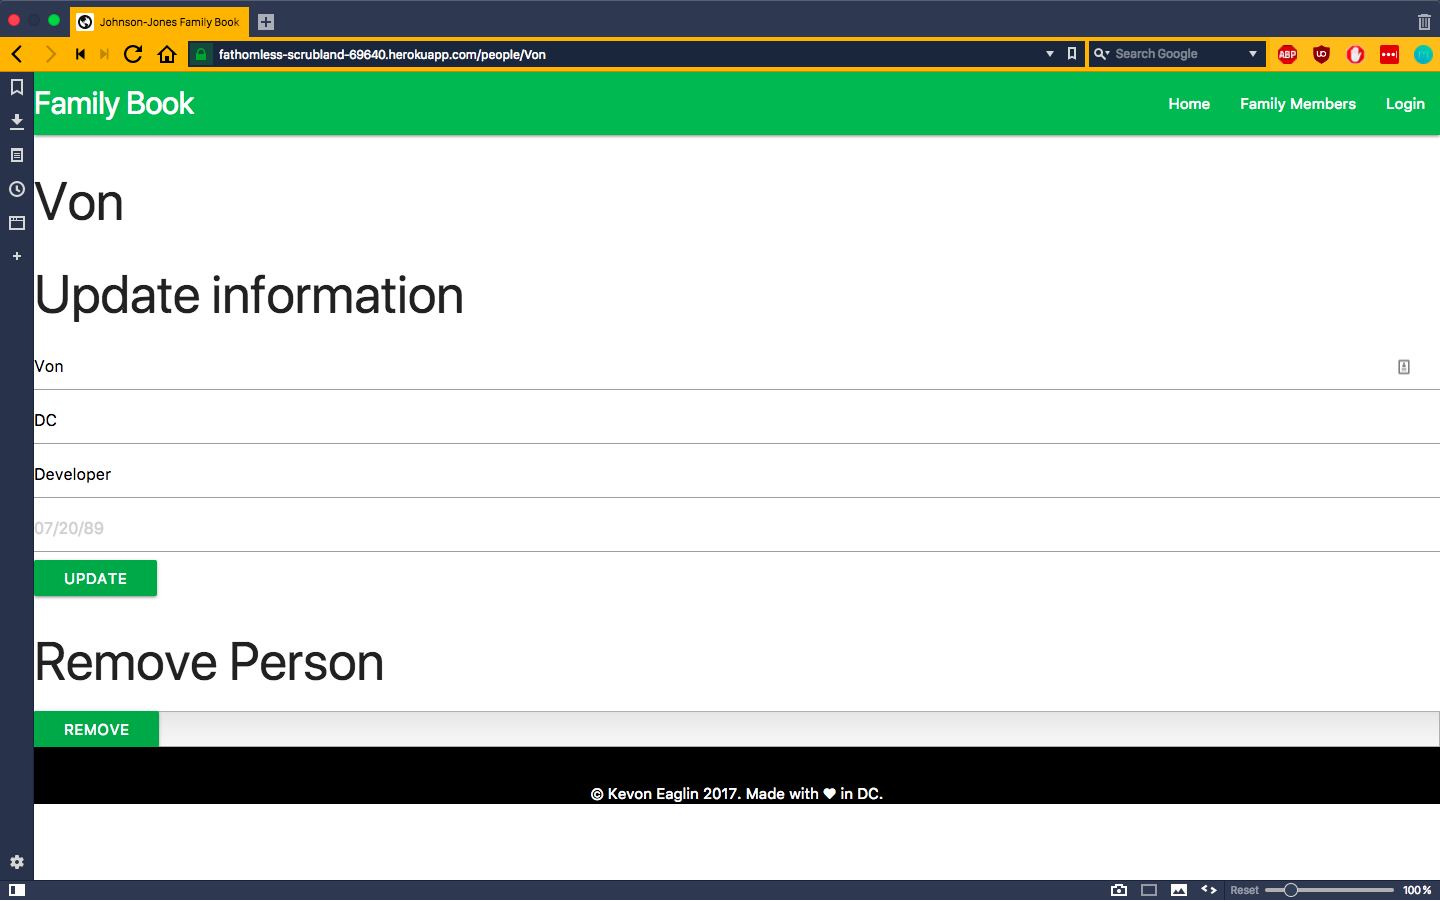 Johnson-Jones Family Book
fathomless-scrubland-69640.herokuapp.com/people/Von
Search Google
ABP
UD
Family Book
Home
Family Members
Login
Von
Update information
Von
DC
Developer
07/20/89
UPDATE
Remove Person
REMOVE
© Kevon Eaglin 2017. Made with ♥ in DC.
Reset
100 %